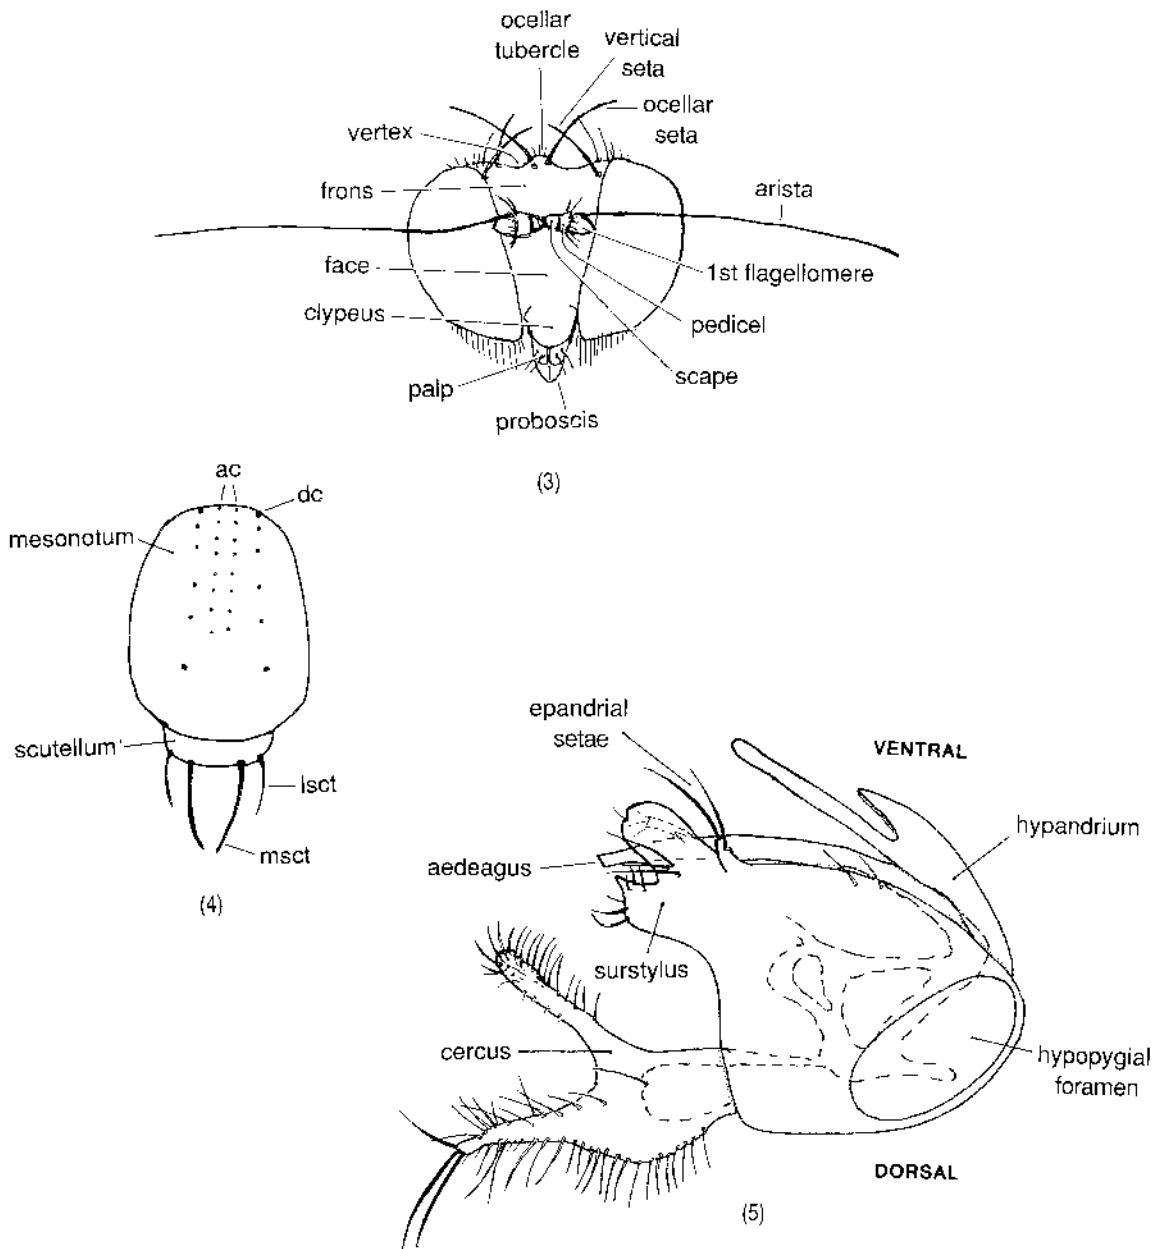 ocellar
tubercle
vertical
seta
ocellar
seta
vertex
frons
arista
face
1st flagellomere
clypeus
pedicel
palp
scape
proboscis
(3)
ac
dc
mesonotum
scutellum
lsct
msct
(4)
epandrial
setae
VENTRAL
hypandrium
aedeagus
surstylus
cercus
hypopygial
foramen
DORSAL
(5)